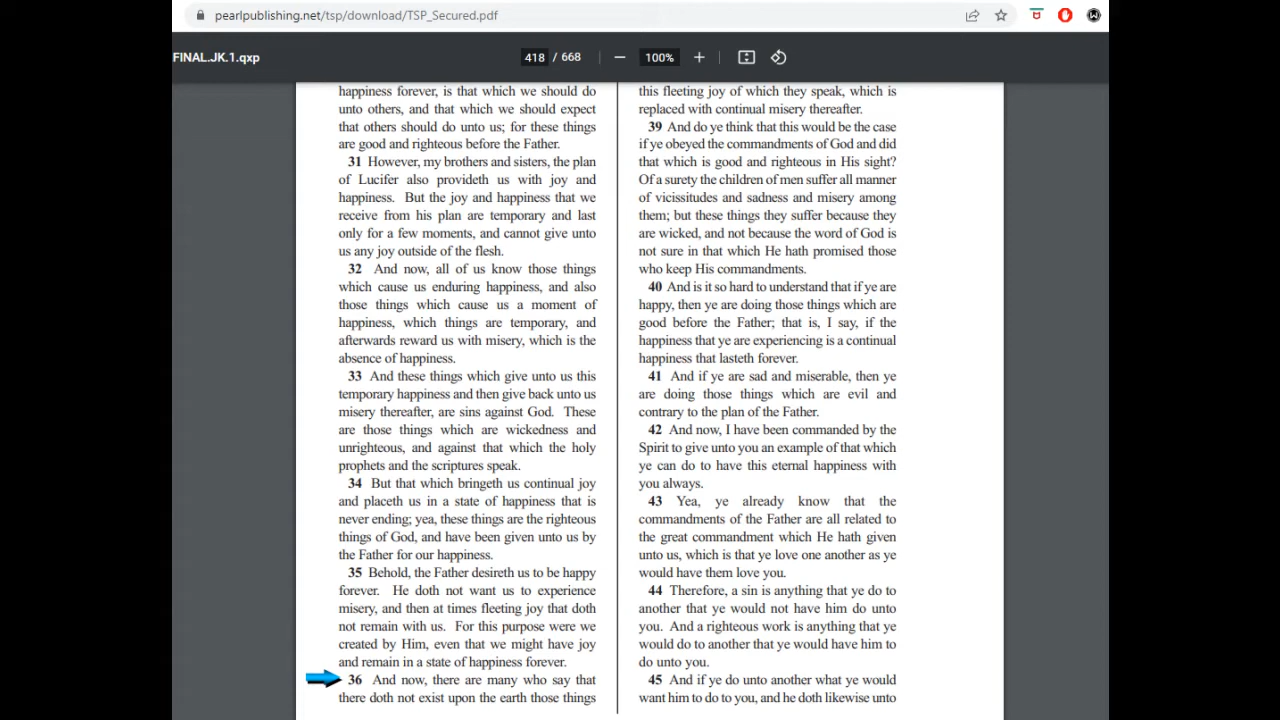 pearlpublishing.net/tsp/download/TSP_Secured.pdf
FINAL.JK.1.qxp
418 / 668
100%
happiness forever, is that which we should do
unto others, and that which we should expect
that others should do unto us; for these things
are good and righteous before the Father.
31 However, my brothers and sisters, the plan
of Lucifer also provideth us with joy and
happiness. But the joy and happiness that we
receive from his plan are temporary and last
only for a few moments, and cannot give unto
us any joy outside of the flesh.
32 And now, all of us know those things
which cause us enduring happiness, and also
those things which cause us a moment of
happiness, which things are temporary, and
afterwards reward us with misery, which is the
absence of happiness.
33 And these things which give unto us this
temporary happiness and then give back unto us
misery thereafter, are sins against God. These
are those things which are wickedness and
unrighteous, and against that which the holy
prophets and the scriptures speak.
34 But that which bringeth us continual joy
and placeth us in a state of happiness that is
never ending; yea, these things are the righteous
things of God, and have been given unto us by
the Father for our happiness.
35 Behold, the Father desireth us to be happy
forever. He doth not want us to experience
misery, and then at times fleeting joy that doth
not remain with us. For this purpose were we
created by Him, even that we might have joy
and remain in a state of happiness forever.
36 And now, there are many who say that
there doth not exist upon the earth those things
this fleeting joy of which they speak, which is
replaced with continual misery thereafter.
39 And do ye think that this would be the case
if ye obeyed the commandments of God and did
that which is good and righteous in His sight?
Of a surety the children of men suffer all manner
of vicissitudes and sadness and misery among
them; but these things they suffer because they
are wicked, and not because the word of God is
not sure in that which He hath promised those
who keep His commandments.
40 And is it so hard to understand that if ye are
happy, then ye are doing those things which are
good before the Father; that is, I say, if the
happiness that ye are experiencing is a continual
happiness that lasteth forever.
41 And if ye are sad and miserable, then ye
are doing those things which are evil and
contrary to the plan of the Father.
42 And now, I have been commanded by the
Spirit to give unto you an example of that which
ye can do to have this eternal happiness with
you always.
43 Yea, ye already know that the
commandments of the Father are all related to
the great commandment which He hath given
unto us, which is that ye love one another as ye
would have them love you.
44 Therefore, a sin is anything that ye do to
another that ye would not have him do unto
you. And a righteous work is anything that ye
would do to another that ye would have him to
do unto you.
45 And if ye do unto another what ye would
want him to do to you, and he doth likewise unto